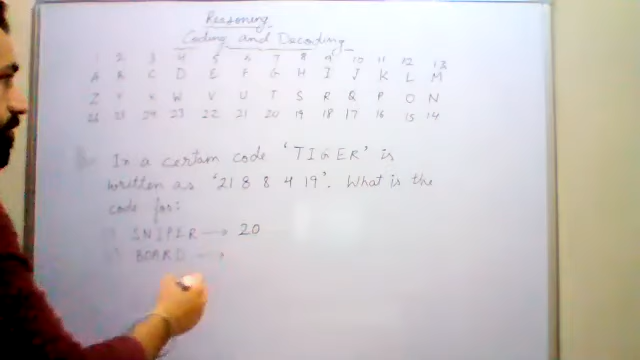 Reasoning
Coding and Decoding
1 2 3 4 5 6 7 8 9 10 11 12 13
A B C D E F G H I J K L M
Z Y X W V U T S R Q P O N
26 25 24 23 22 21 20 19 18 17 16 15 14
In a certain code 'TIGER' is
written as '21 8 8 4 19'. What is the
code for:
SNIPER → 20
BOARD →